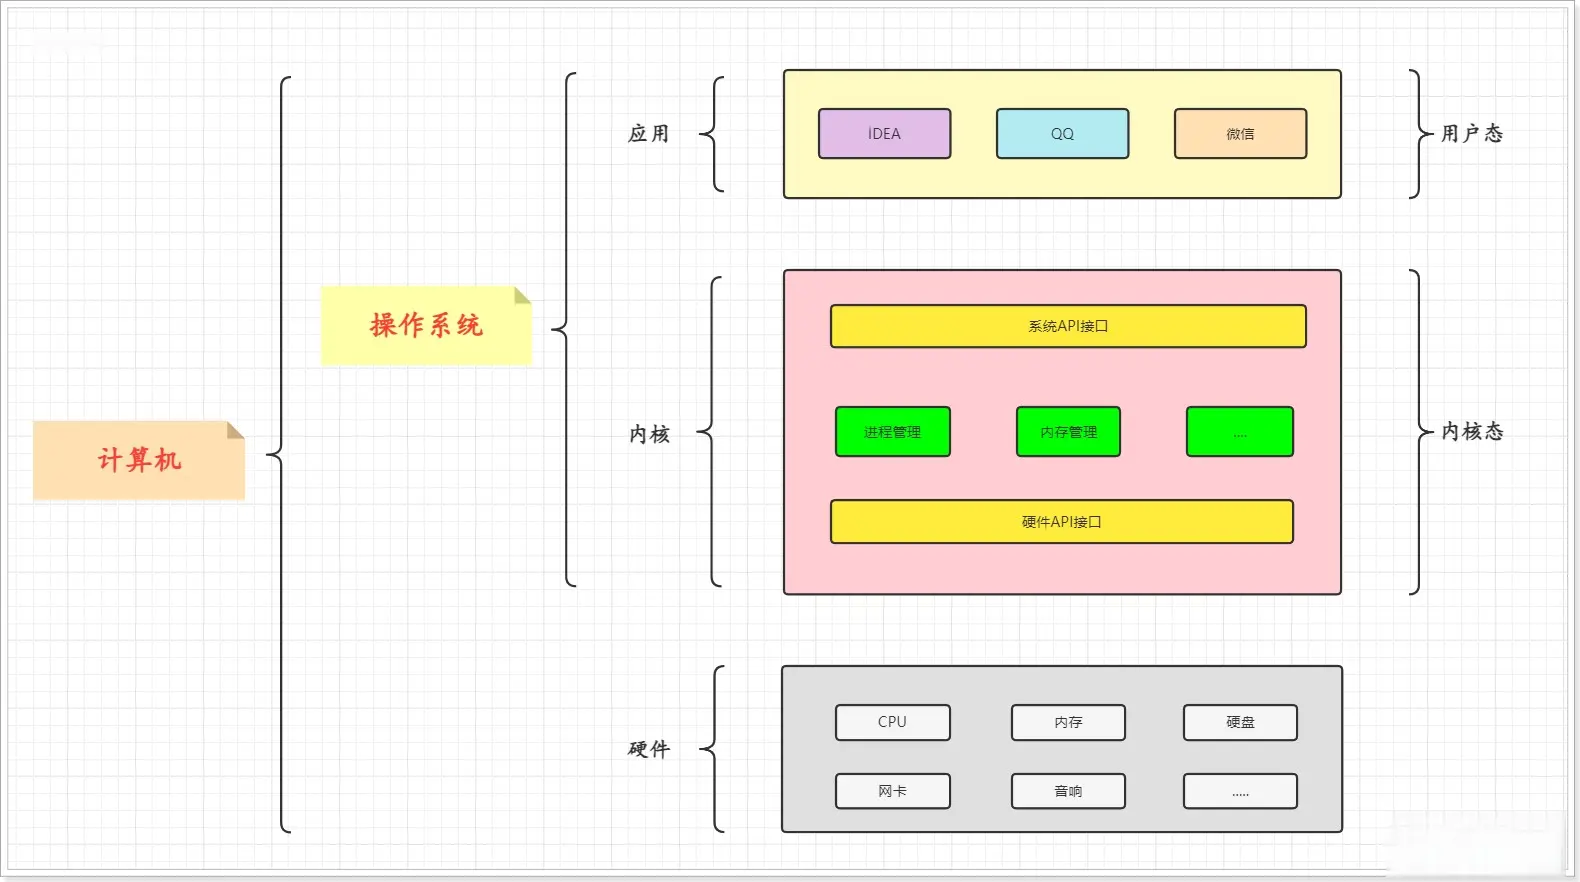 应用
IDEA
QQ
微信
用户态
操作系统
系统API接口
计算机
内核
进程管理
内存管理
....
内核态
硬件API接口
硬件
CPU
内存
硬盘
网卡
音响
.....